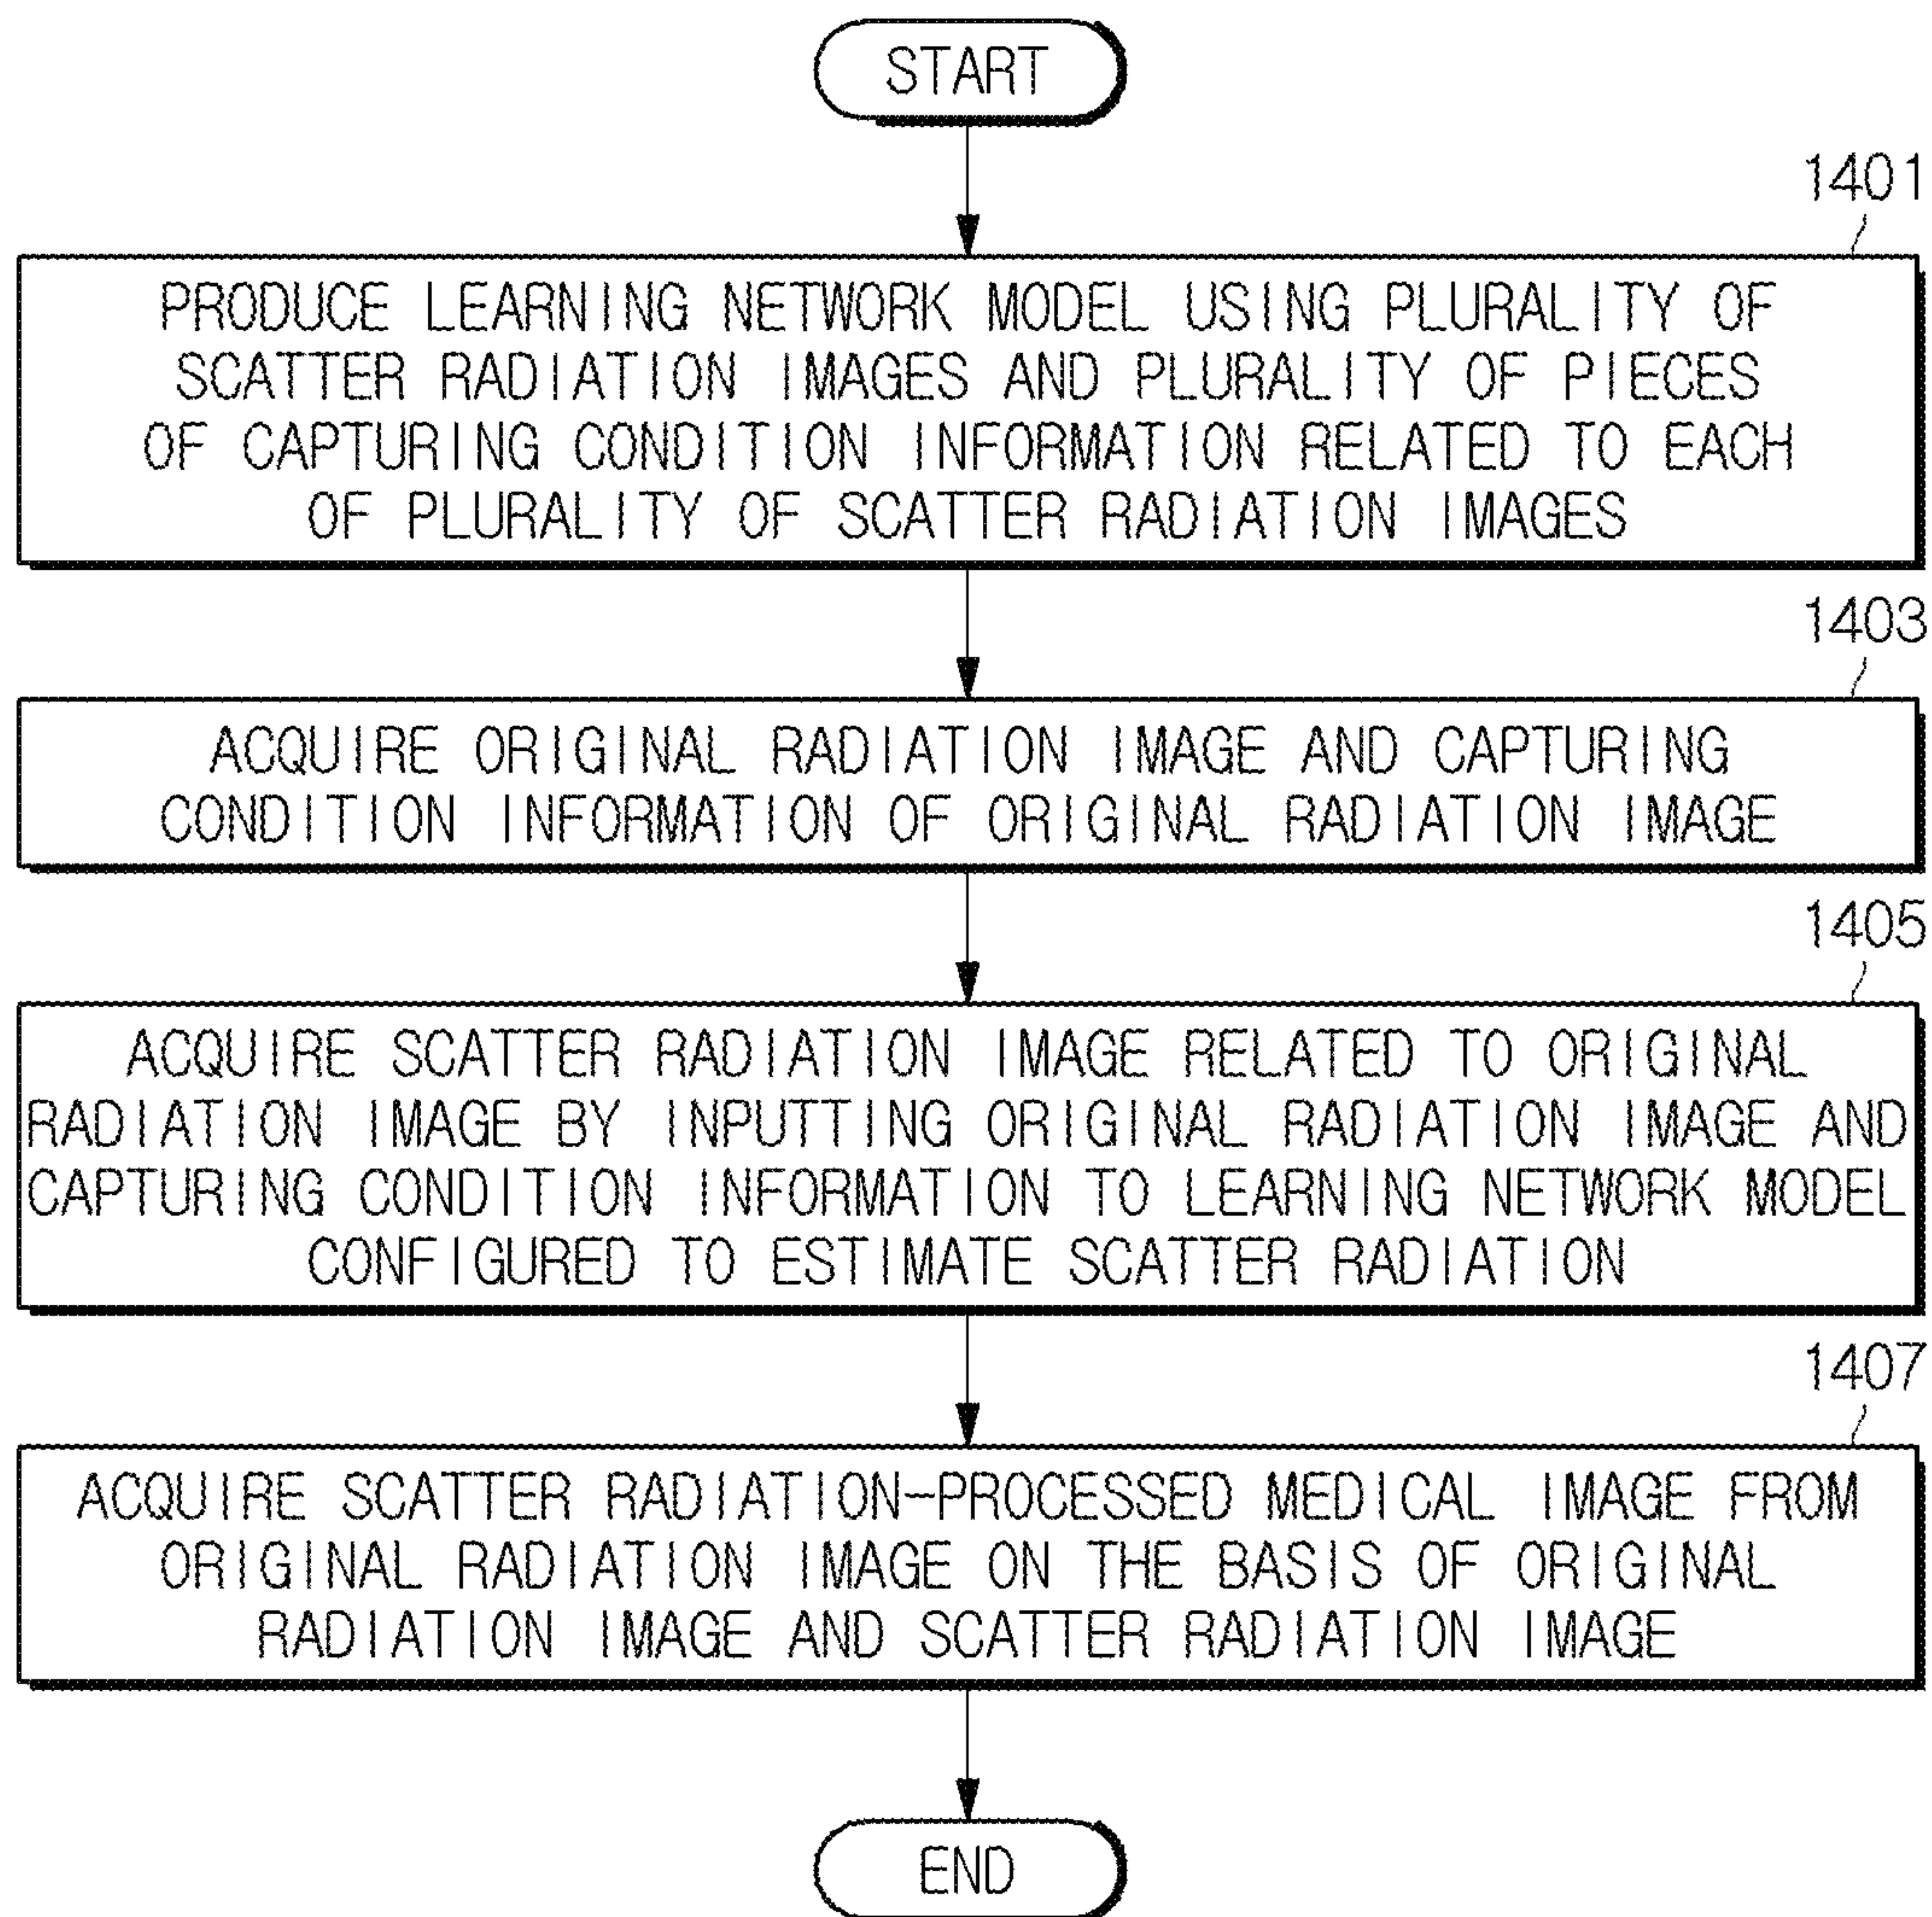 START
1401
PRODUCE LEARNING NETWORK MODEL USING PLURALITY OF
SCATTER RADIATION IMAGES AND PLURALITY OF PIECES
OF CAPTURING CONDITION INFORMATION RELATED TO EACH
OF PLURALITY OF SCATTER RADIATION IMAGES
1403
ACQUIRE ORIGINAL RADIATION IMAGE AND CAPTURING
CONDITION INFORMATION OF ORIGINAL RADIATION IMAGE
1405
ACQUIRE SCATTER RADIATION IMAGE RELATED TO ORIGINAL
RADIATION IMAGE BY INPUTTING ORIGINAL RADIATION IMAGE AND
CAPTURING CONDITION INFORMATION TO LEARNING NETWORK MODEL
CONFIGURED TO ESTIMATE SCATTER RADIATION
1407
ACQUIRE SCATTER RADIATION-PROCESSED MEDICAL IMAGE FROM
ORIGINAL RADIATION IMAGE ON THE BASIS OF ORIGINAL
RADIATION IMAGE AND SCATTER RADIATION IMAGE
END